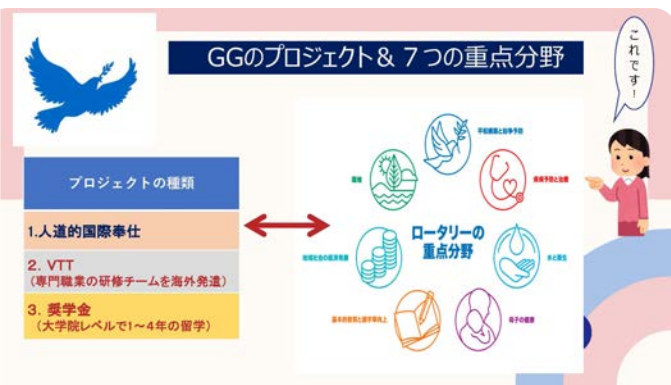 GGのプロジェクト& 7つの重点分野
これです！
プロジェクトの種類
1.人道的国際奉仕
2. VTT
(専門職業の研修チームを海外発遣)
3. 奨学金
(大学院レベルで1～4年の留学)
平和構築と紛争予防
疾病予防と治療
水と衛生
母子の健康
基本的教育と識字率向上
地域社会の経済発展
環境
ロータリーの
重点分野